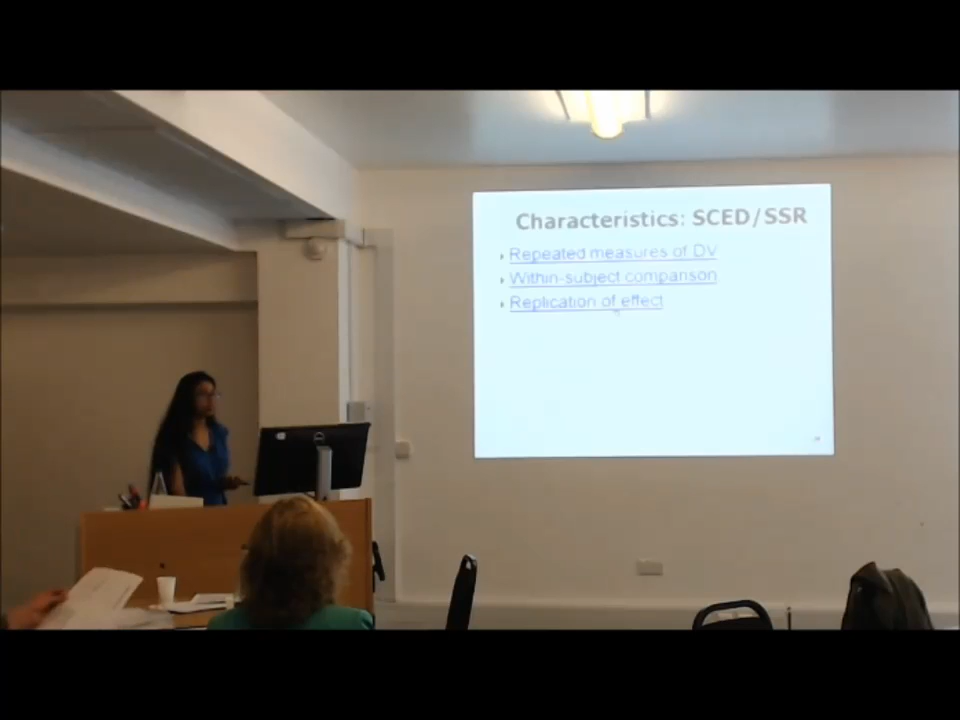 Characteristics: SCED/SSR
Repeated measures of DV
Within-subject comparison
Replication of effect